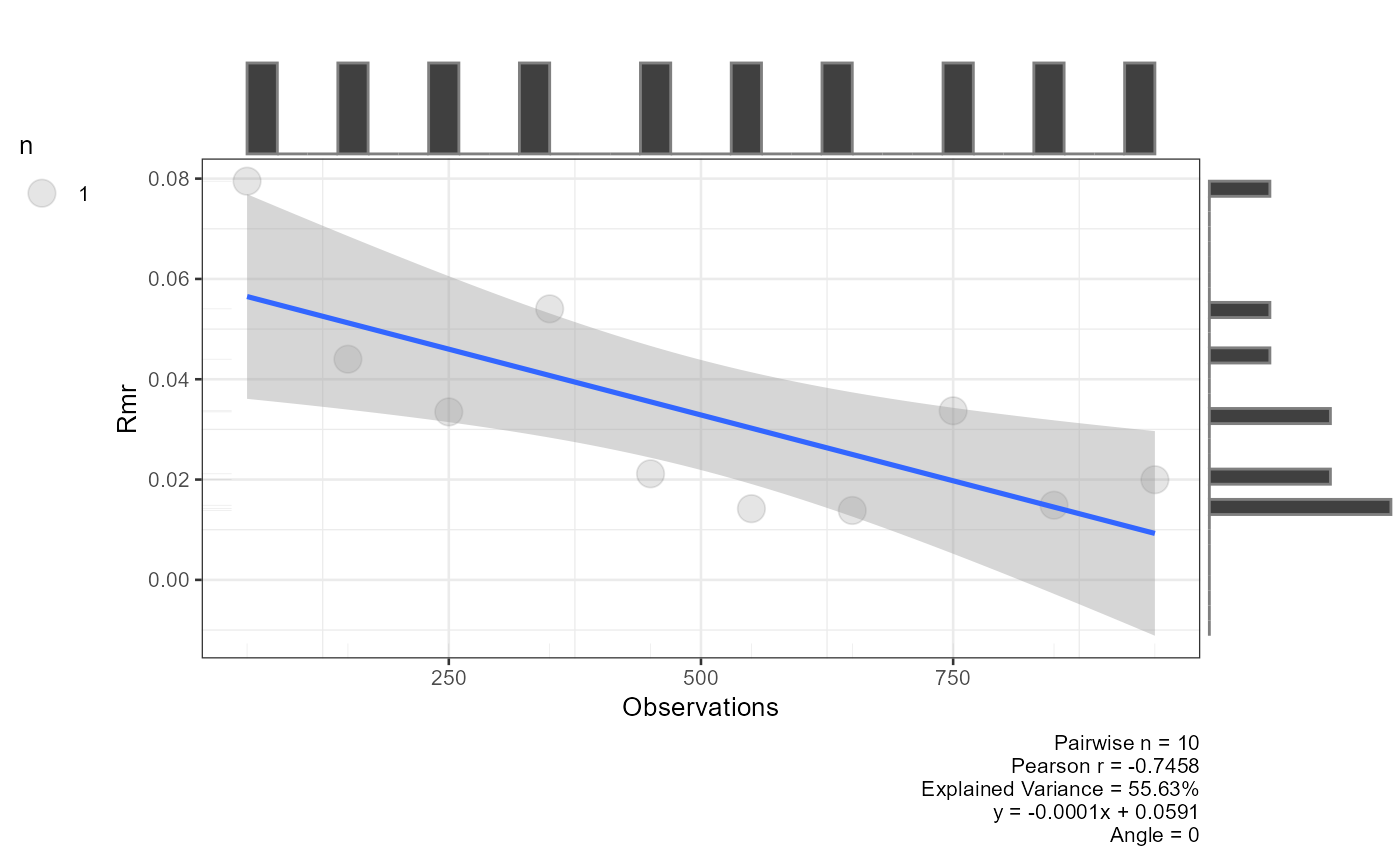 n
1
0.08
0.06
0.04
0.02
0.00
Rmr
250
500
750
Observations
Pairwise n = 10
Pearson r = -0.7458
Explained Variance = 55.63%
y = -0.0001x + 0.0591
Angle = 0